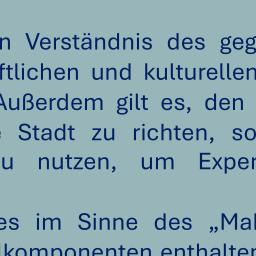 n Verständnis des geg
ftlichen und kulturellen
Außerdem gilt es, den
e Stadt zu richten, so
u nutzen, um Exper
es im Sinne des „Mal
lkomponenten enthalten